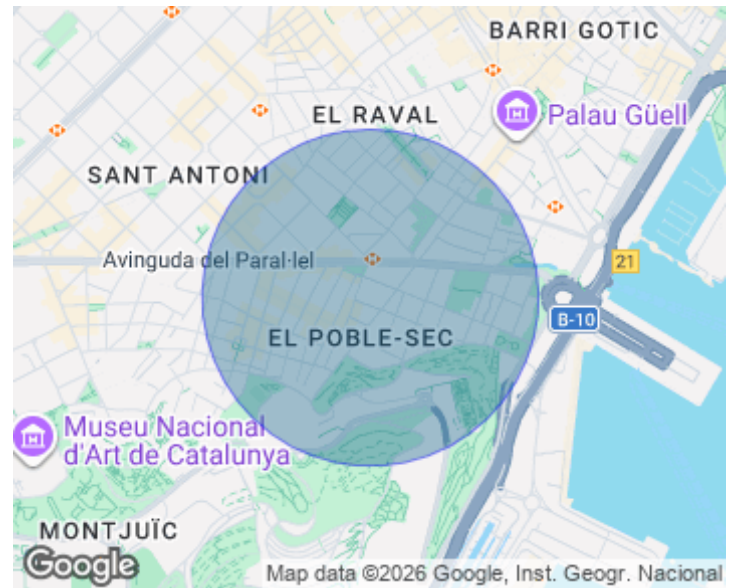 BARRI GOTIC
EL RAVAL
Palau Güell
SANT ANTONI
Avinguda del Paral·lel
21
B-10
EL POBLE-SEC
Museu Nacional
d'Art de Catalunya
MONTJUÏC
Google
Map data ©2026 Google, Inst. Geogr. Nacional